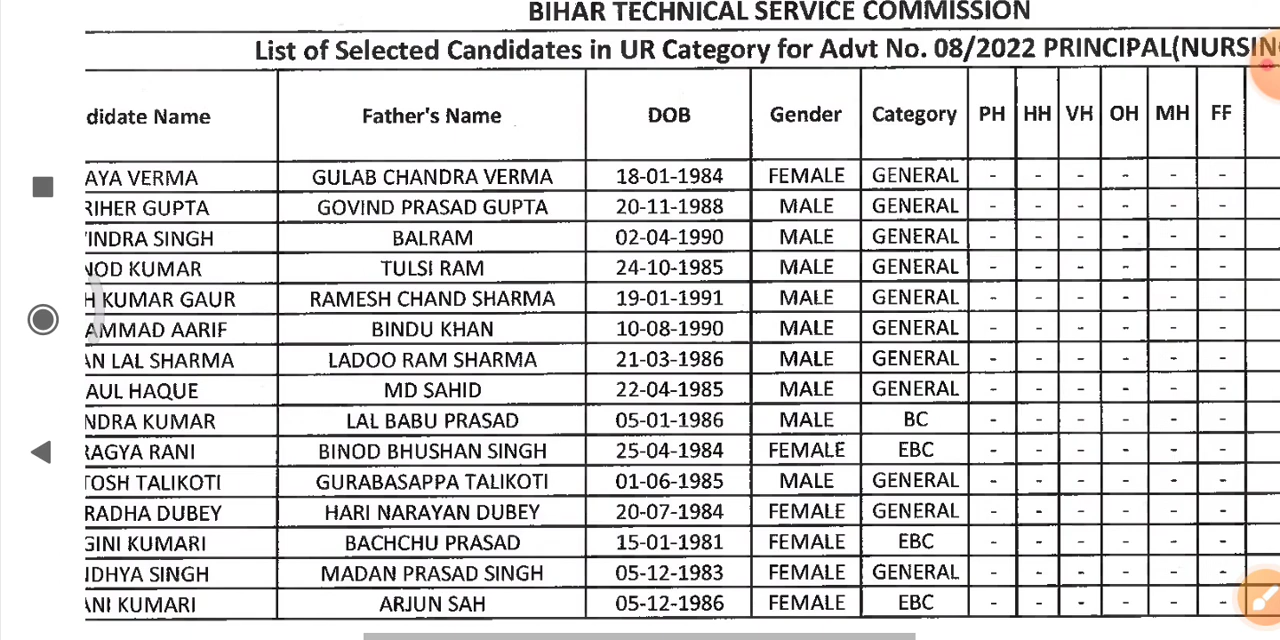 BIHAR TECHNICAL SERVICE COMMISSION
List of Selected Candidates in UR Category for Advt No. 08/2022 PRINCIPAL(NURSIN
didate Name Father's Name DOB Gender Category PH HH VH OH MH FF
AYA VERMA GULAB CHANDRA VERMA 18-01-1984 FEMALE GENERAL - - - - - -
RIHER GUPTA GOVIND PRASAD GUPTA 20-11-1988 MALE GENERAL - - - - - -
VINDRA SINGH BALRAM 02-04-1990 MALE GENERAL - - - - - -
NOD KUMAR TULSI RAM 24-10-1985 MALE GENERAL - - - - - -
H KUMAR GAUR RAMESH CHAND SHARMA 19-01-1991 MALE GENERAL - - - - - -
AMMAD AARIF BINDU KHAN 10-08-1990 MALE GENERAL - - - - - -
AN LAL SHARMA LADOO RAM SHARMA 21-03-1986 MALE GENERAL - - - - - -
AUL HAQUE MD SAHID 22-04-1985 MALE GENERAL - - - - - -
NDRA KUMAR LAL BABU PRASAD 05-01-1986 MALE BC - - - - - -
RAGYA RANI BINOD BHUSHAN SINGH 25-04-1984 FEMALE EBC - - - - - -
TOSH TALIKOTI GURABASAPPA TALIKOTI 01-06-1985 MALE GENERAL - - - - - -
RADHA DUBEY HARI NARAYAN DUBEY 20-07-1984 FEMALE GENERAL - - - - - -
GINI KUMARI BACHCHU PRASAD 15-01-1981 FEMALE EBC - - - - - -
NDHYA SINGH MADAN PRASAD SINGH 05-12-1983 FEMALE GENERAL - - - - - -
ANI KUMARI ARJUN SAH 05-12-1986 FEMALE EBC - - - - - -